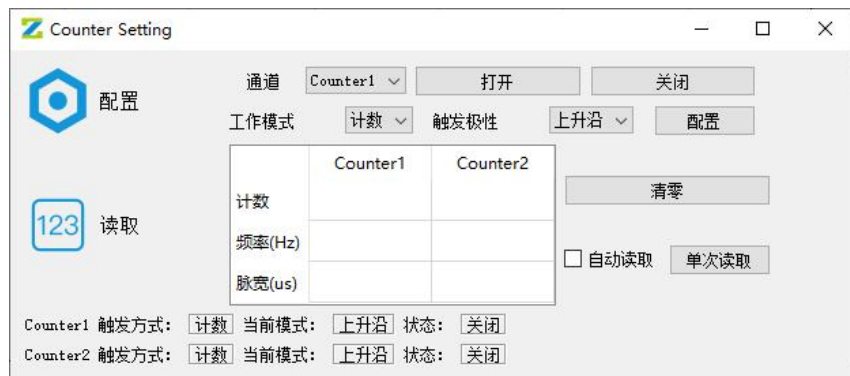 Counter Setting
通道 Counter1 打开 关闭
配置
工作模式 计数 触发极性 上升沿 配置
Counter1 Counter2
计数
清零
123 读取
频率(Hz)
自动读取 单次读取
脉宽(us)
Counter1 触发方式： 计数 当前模式： 上升沿 状态： 关闭
Counter2 触发方式： 计数 当前模式： 上升沿 状态： 关闭